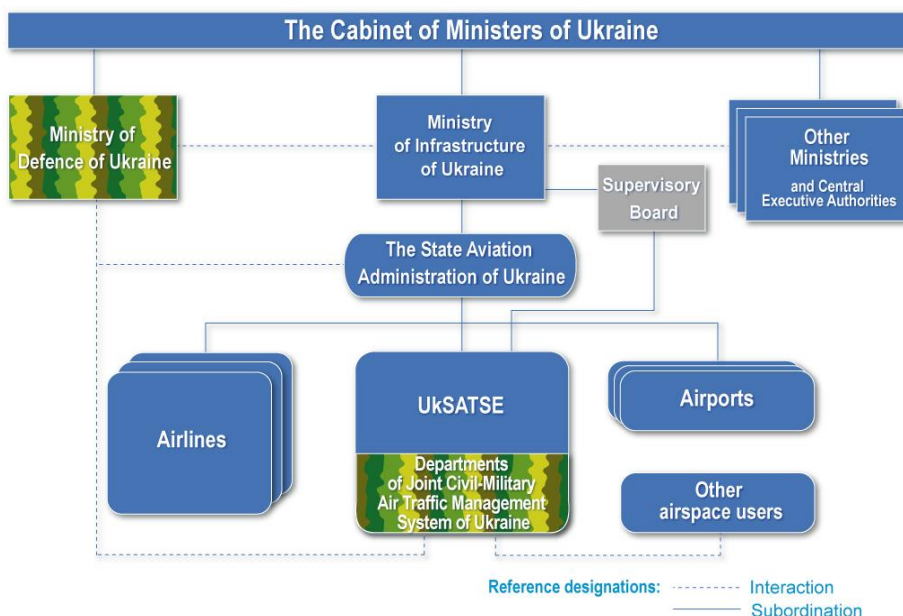 The Cabinet of Ministers of Ukraine
Ministry of
Defence of Ukraine
Ministry
of Infrastructure
of Ukraine
Other
Ministries
and Central
Executive Authorities
Supervisory
Board
The State Aviation
Administration of Ukraine
Airlines
UkSATSE
Departments
of Joint Civil-Military
Air Traffic Management
System of Ukraine
Airports
Other
airspace users
Reference designations:
Interaction
Subordination